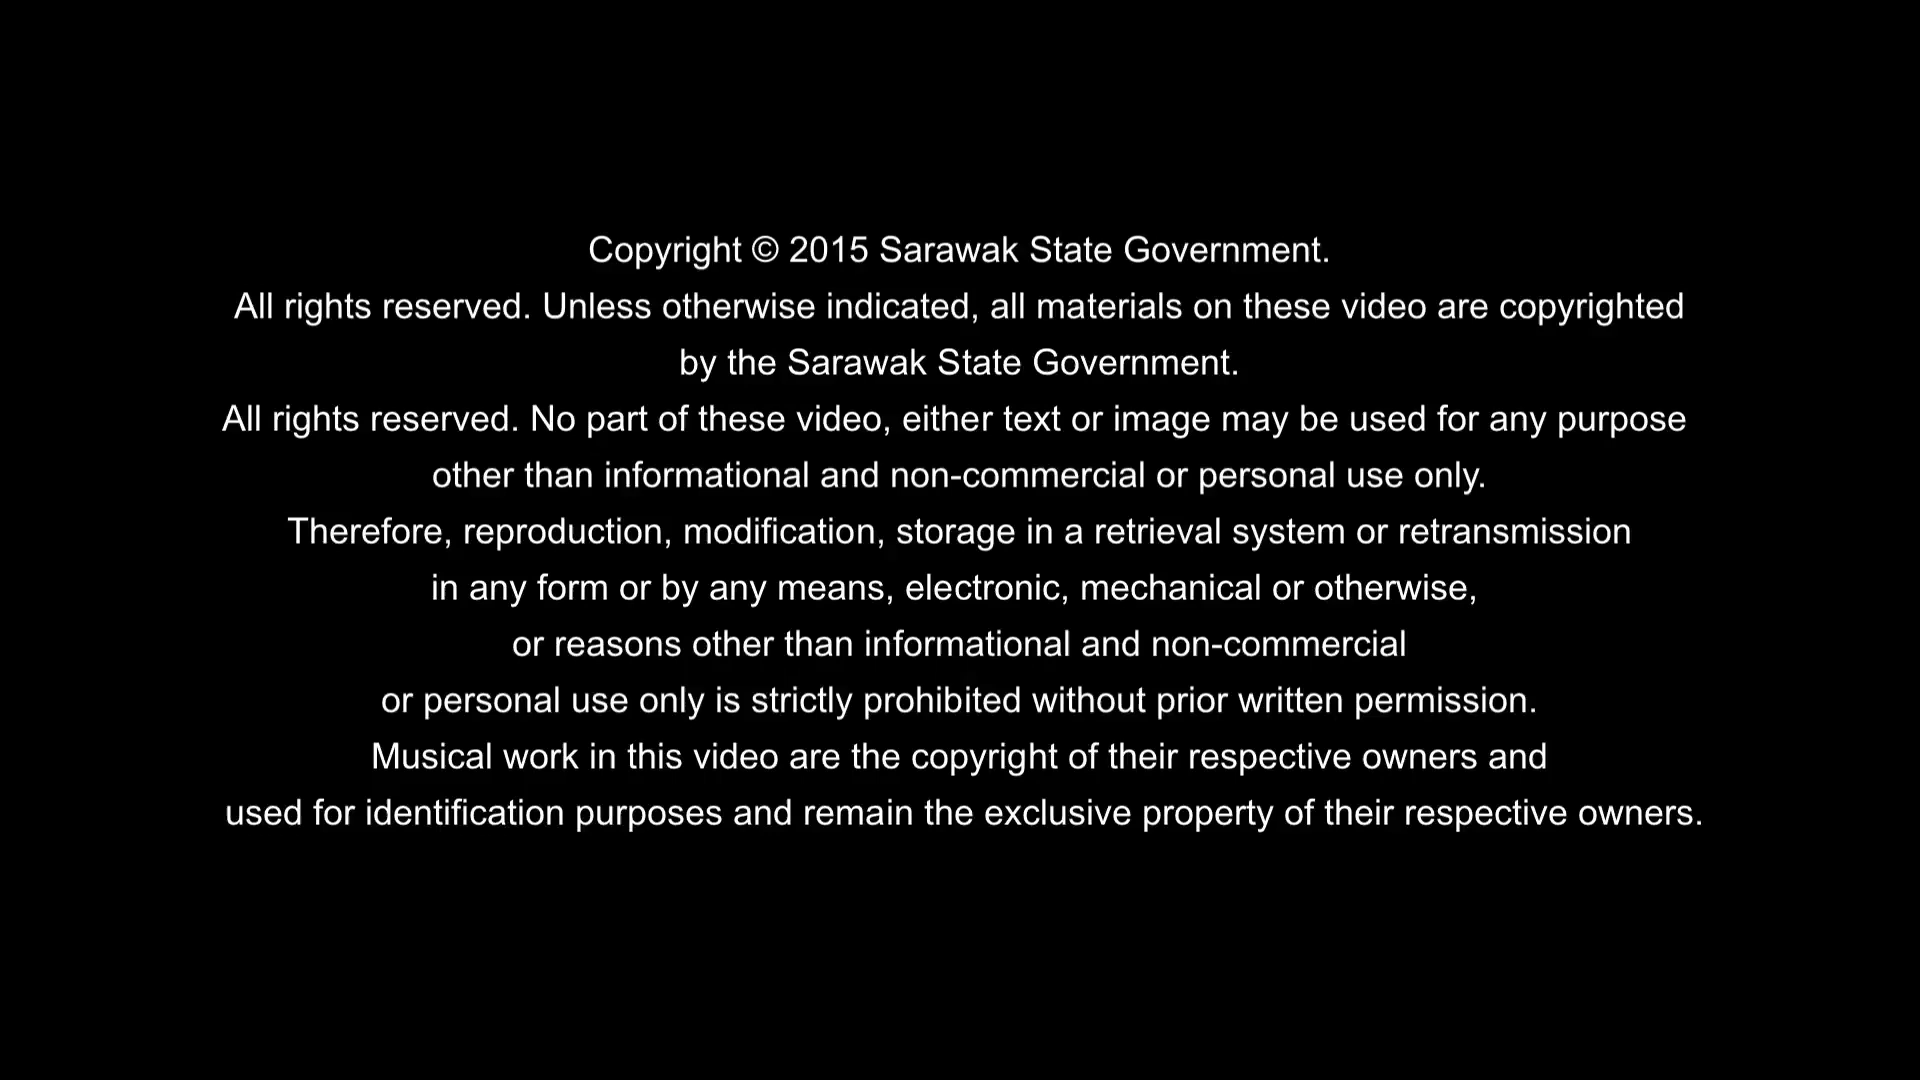 Copyright © 2015 Sarawak State Government.
All rights reserved. Unless otherwise indicated, all materials on these video are copyrighted
by the Sarawak State Government.
All rights reserved. No part of these video, either text or image may be used for any purpose
other than informational and non-commercial or personal use only.
Therefore, reproduction, modification, storage in a retrieval system or retransmission
in any form or by any means, electronic, mechanical or otherwise,
or reasons other than informational and non-commercial
or personal use only is strictly prohibited without prior written permission.
Musical work in this video are the copyright of their respective owners and
used for identification purposes and remain the exclusive property of their respective owners.